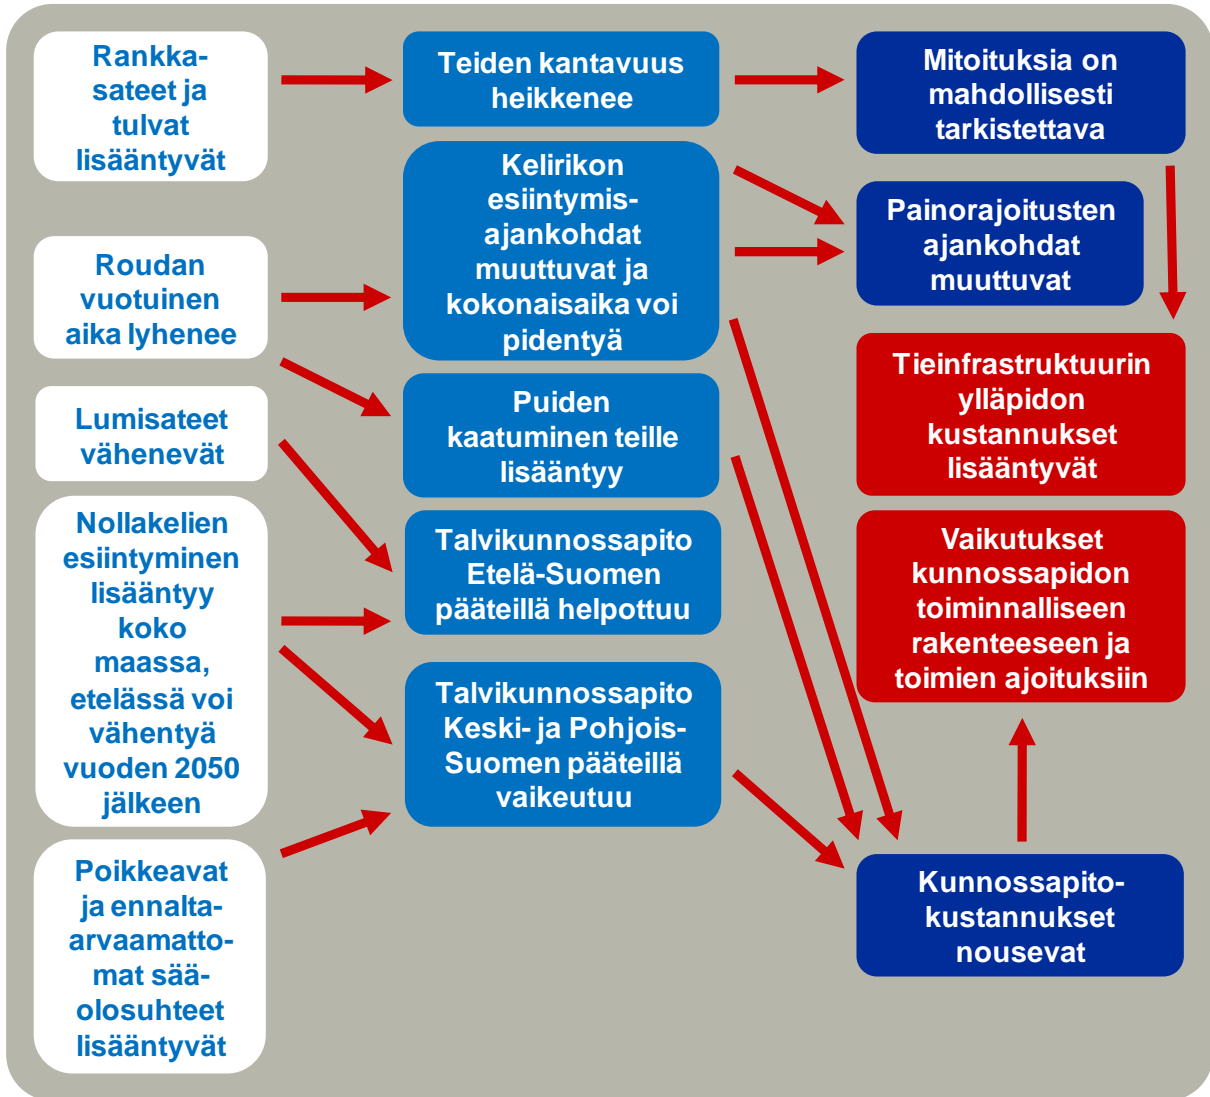 Rankka-
sateet ja
tulvat
lisääntyvät
Roudan
vuotuinen
aika lyhenee
Lumisateet
vähenevät
Nollakelien
esiintyminen
lisääntyy
koko
maassa,
etelässä voi
vähentyä
vuoden 2050
jälkeen
Poikkeavat
ja ennalta-
arvaamatto-
mat sää-
olosuhteet
lisääntyvät
Teiden kantavuus
heikkenee
Kelirikon
esiintymis-
ajankohdat
muuttuvat ja
kokonaisaika voi
pidentyä
Puiden
kaatuminen teille
lisääntyy
Talvikunnossapito
Etelä-Suomen
pääteillä helpottuu
Talvikunnossapito
Keski- ja Pohjois-
Suomen pääteillä
vaikeutuu
Mitoituksia on
mahdollisesti
tarkistettava
Painorajoitusten
ajankohdat
muuttuvat
Tieinfrastruktuurin
ylläpidon
kustannukset
lisääntyvät
Vaikutukset
kunnossapidon
toiminnalliseen
rakenteeseen ja
toimien ajoituksiin
Kunnossapito-
kustannukset
nousevat